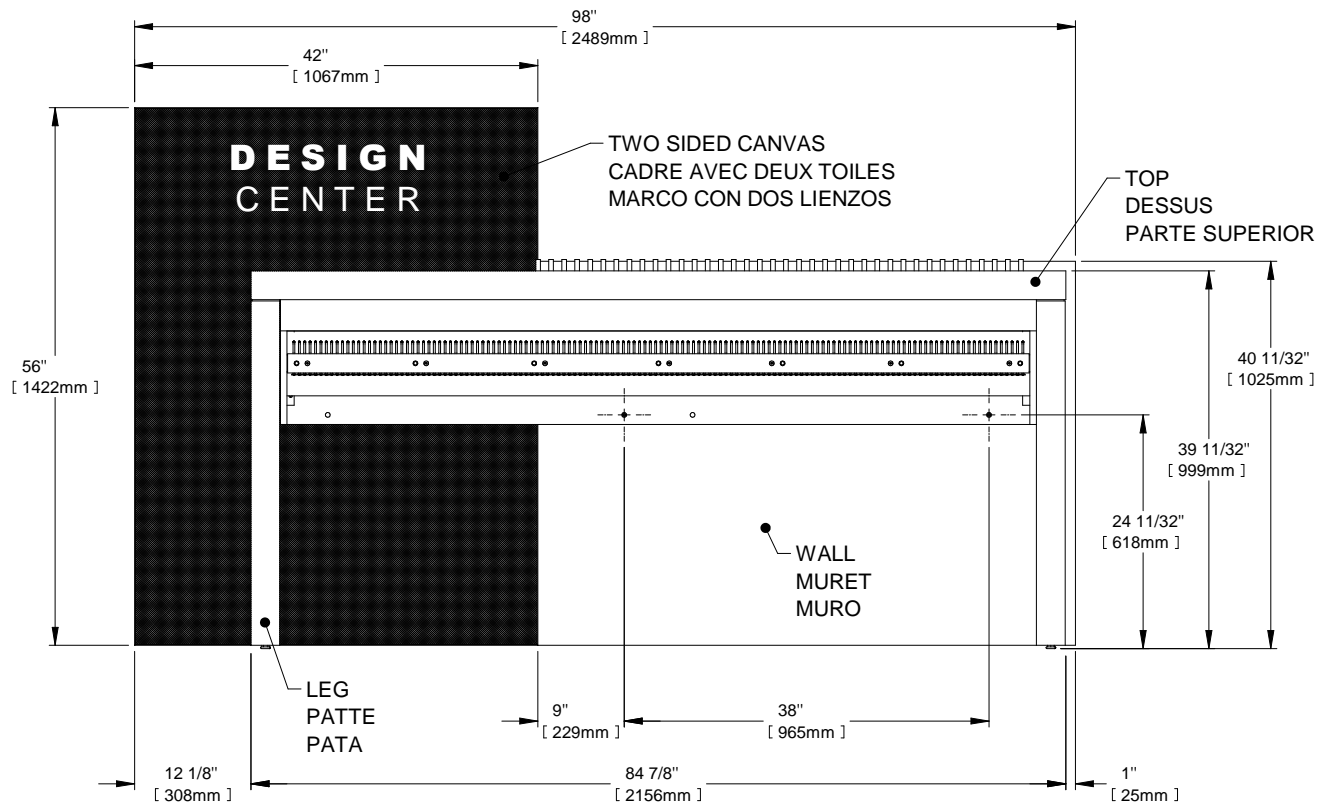 98"
[ 2489mm ]
42"
[ 1067mm ]
DESIGN
CENTER
TWO SIDED CANVAS
CADRE AVEC DEUX TOILES
MARCO CON DOS LIENZOS
TOP
DESSUS
PARTE SUPERIOR
56"
[ 1422mm ]
40 11/32"
[ 1025mm ]
39 11/32"
[ 999mm ]
24 11/32"
[ 618mm ]
WALL
MURET
MURO
LEG
PATTE
PATA
9"
[ 229mm ]
38"
[ 965mm ]
12 1/8"
[ 308mm ]
84 7/8"
[ 2156mm ]
1"
[ 25mm ]